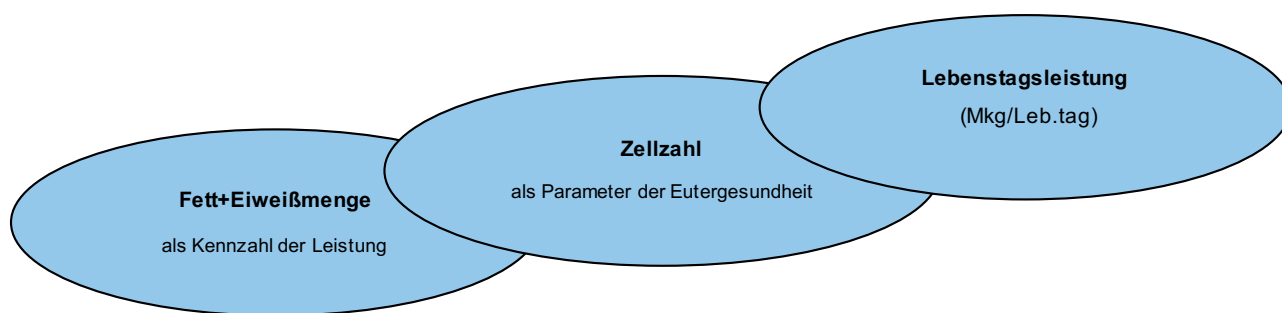 Fett+Eiweißmenge
als Kennzahl der Leistung
Zellzahl
als Parameter der Eutergesundheit
Lebenstagsleistung
(Mkg/Leb.tag)